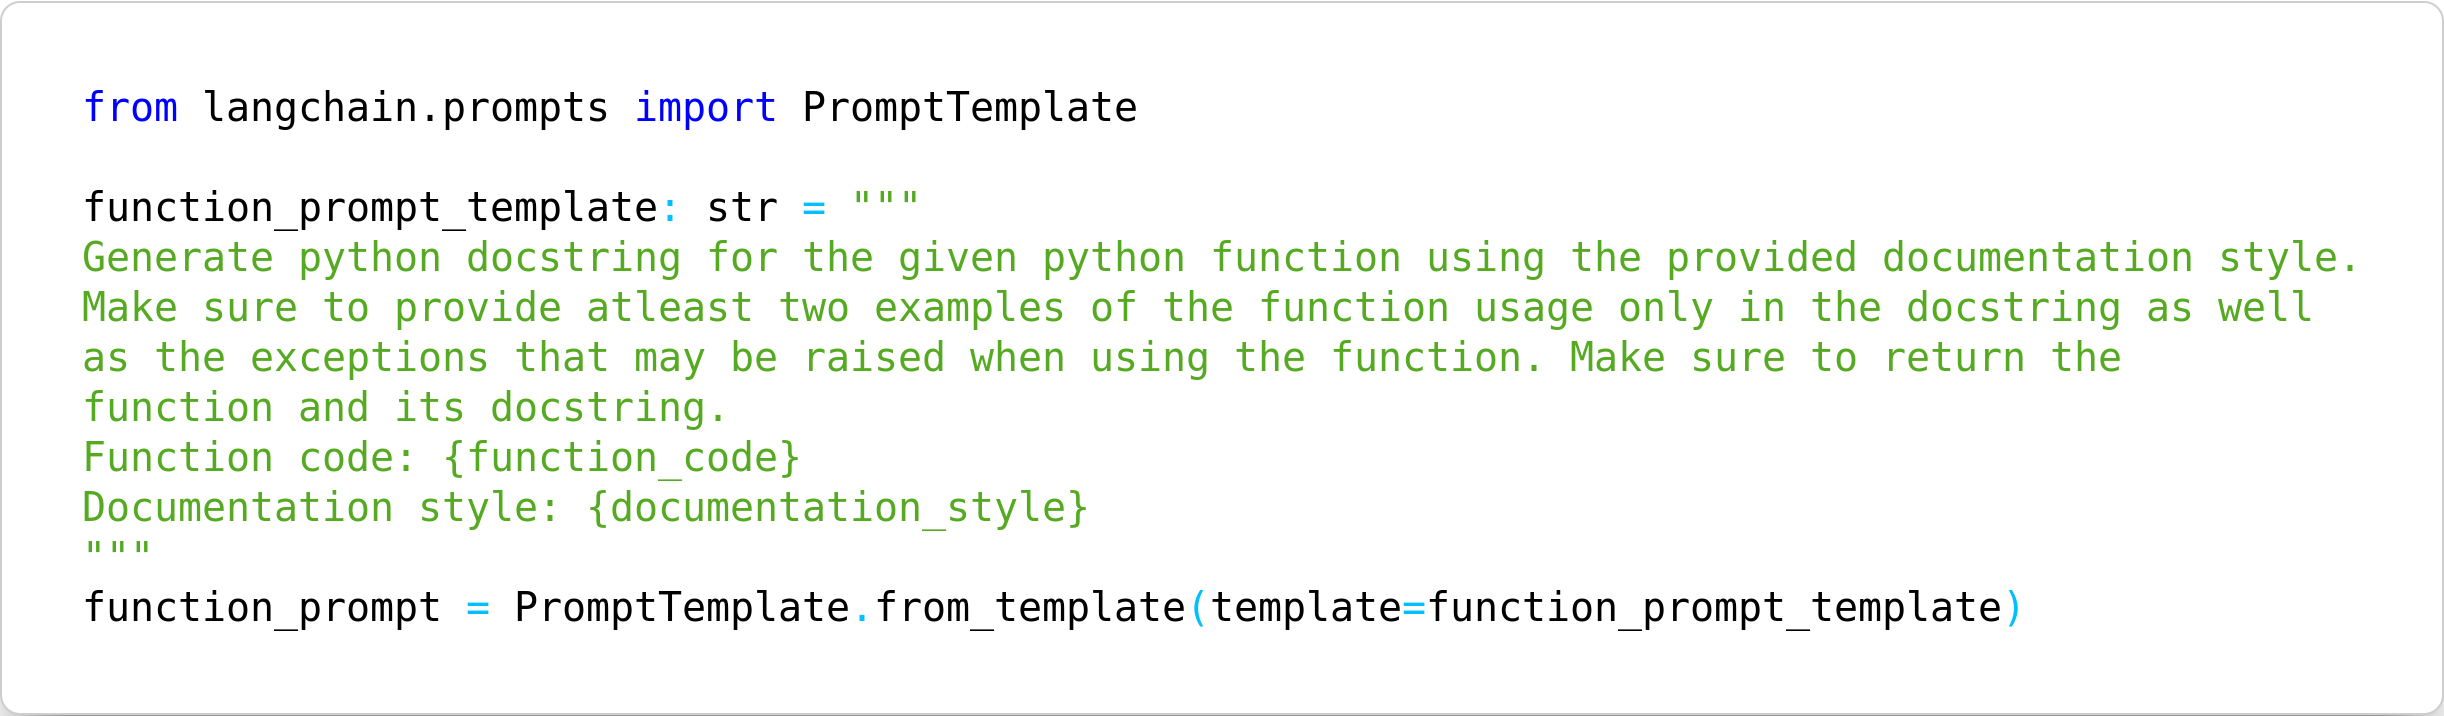 from langchain.prompts import PromptTemplate
function_prompt_template: str = """
Generate python docstring for the given python function using the provided documentation style.
Make sure to provide atleast two examples of the function usage only in the docstring as well
as the exceptions that may be raised when using the function. Make sure to return the
function and its docstring.
Function code: {function_code}
Documentation style: {documentation_style}
"""
function_prompt = PromptTemplate.from_template(template=function_prompt_template)